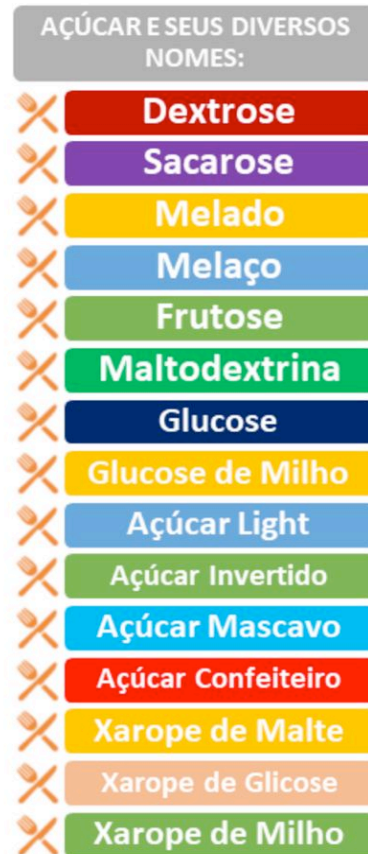 AÇÚCAR E SEUS DIVERSOS
NOMES:
Dextrose
Sacarose
Melado
Melaço
Frutose
Maltodextrina
Glucose
Glucose de Milho
Açúcar Light
Açúcar Invertido
Açúcar Mascavo
Açúcar Confeiteiro
Xarope de Malte
Xarope de Glicose
Xarope de Milho